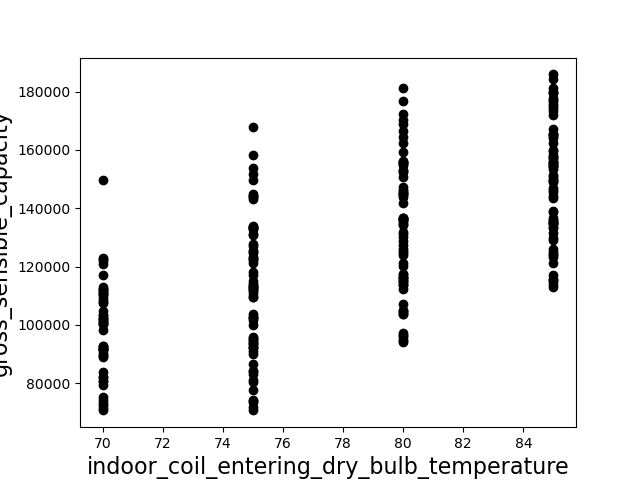 180000
160000
140000
120000
100000
80000
gross_sensible_capacity
70 72 74 76 78 80 82 84
indoor_coil_entering_dry_bulb_temperature